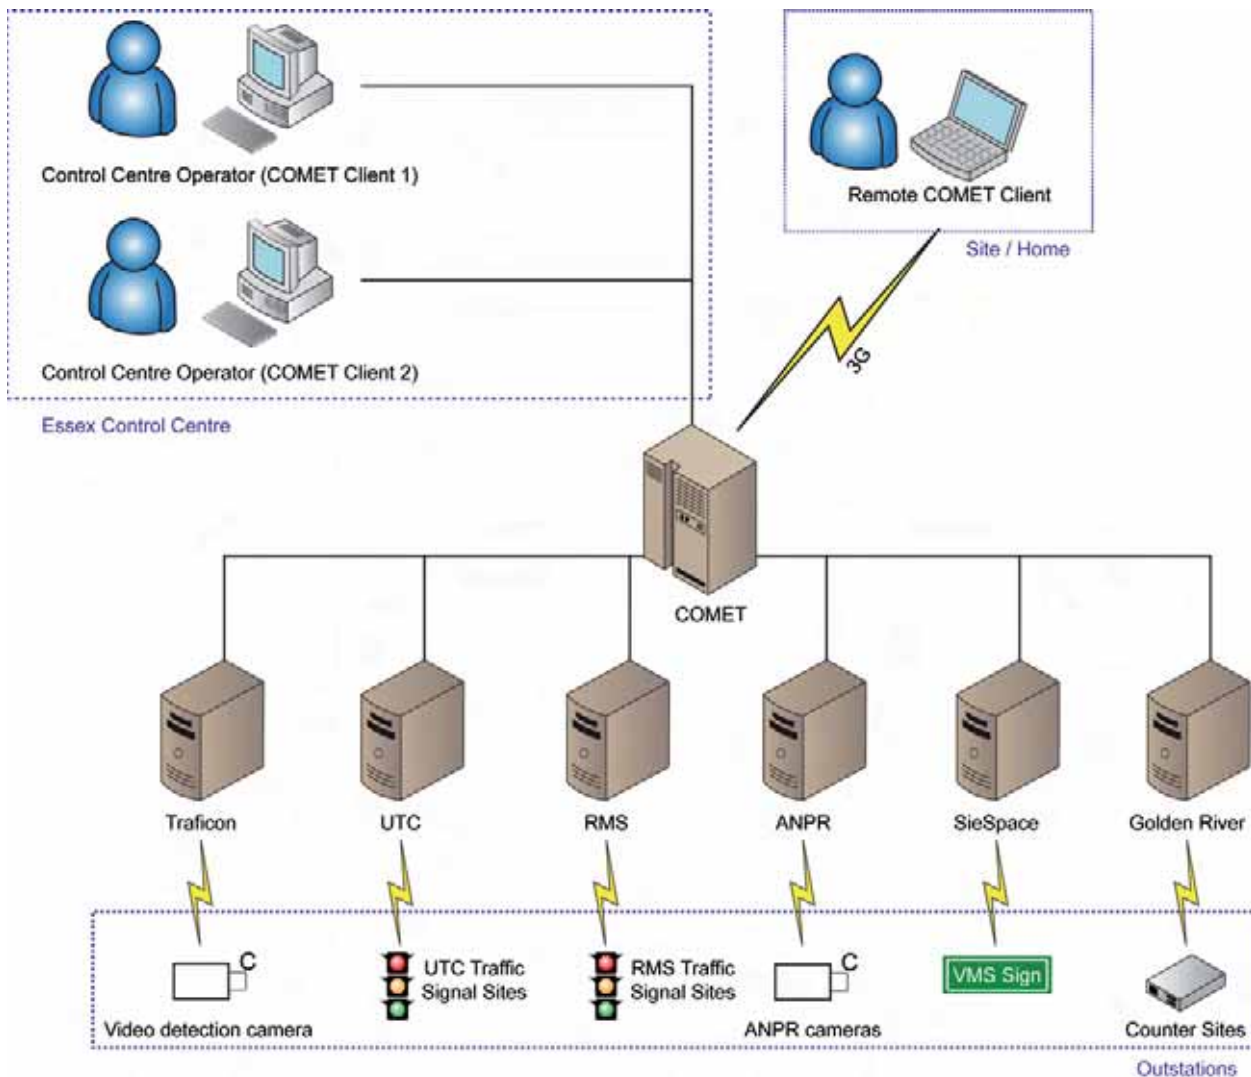 Control Centre Operator (COMET Client 1)
Control Centre Operator (COMET Client 2)
Essex Control Centre
Remote COMET Client
Site / Home
3G
COMET
Traficon
UTC
RMS
ANPR
SieSpace
Golden River
C
Video detection camera
UTC Traffic
Signal Sites
RMS Traffic
Signal Sites
C
ANPR cameras
VMS Sign
Counter Sites
Outstations